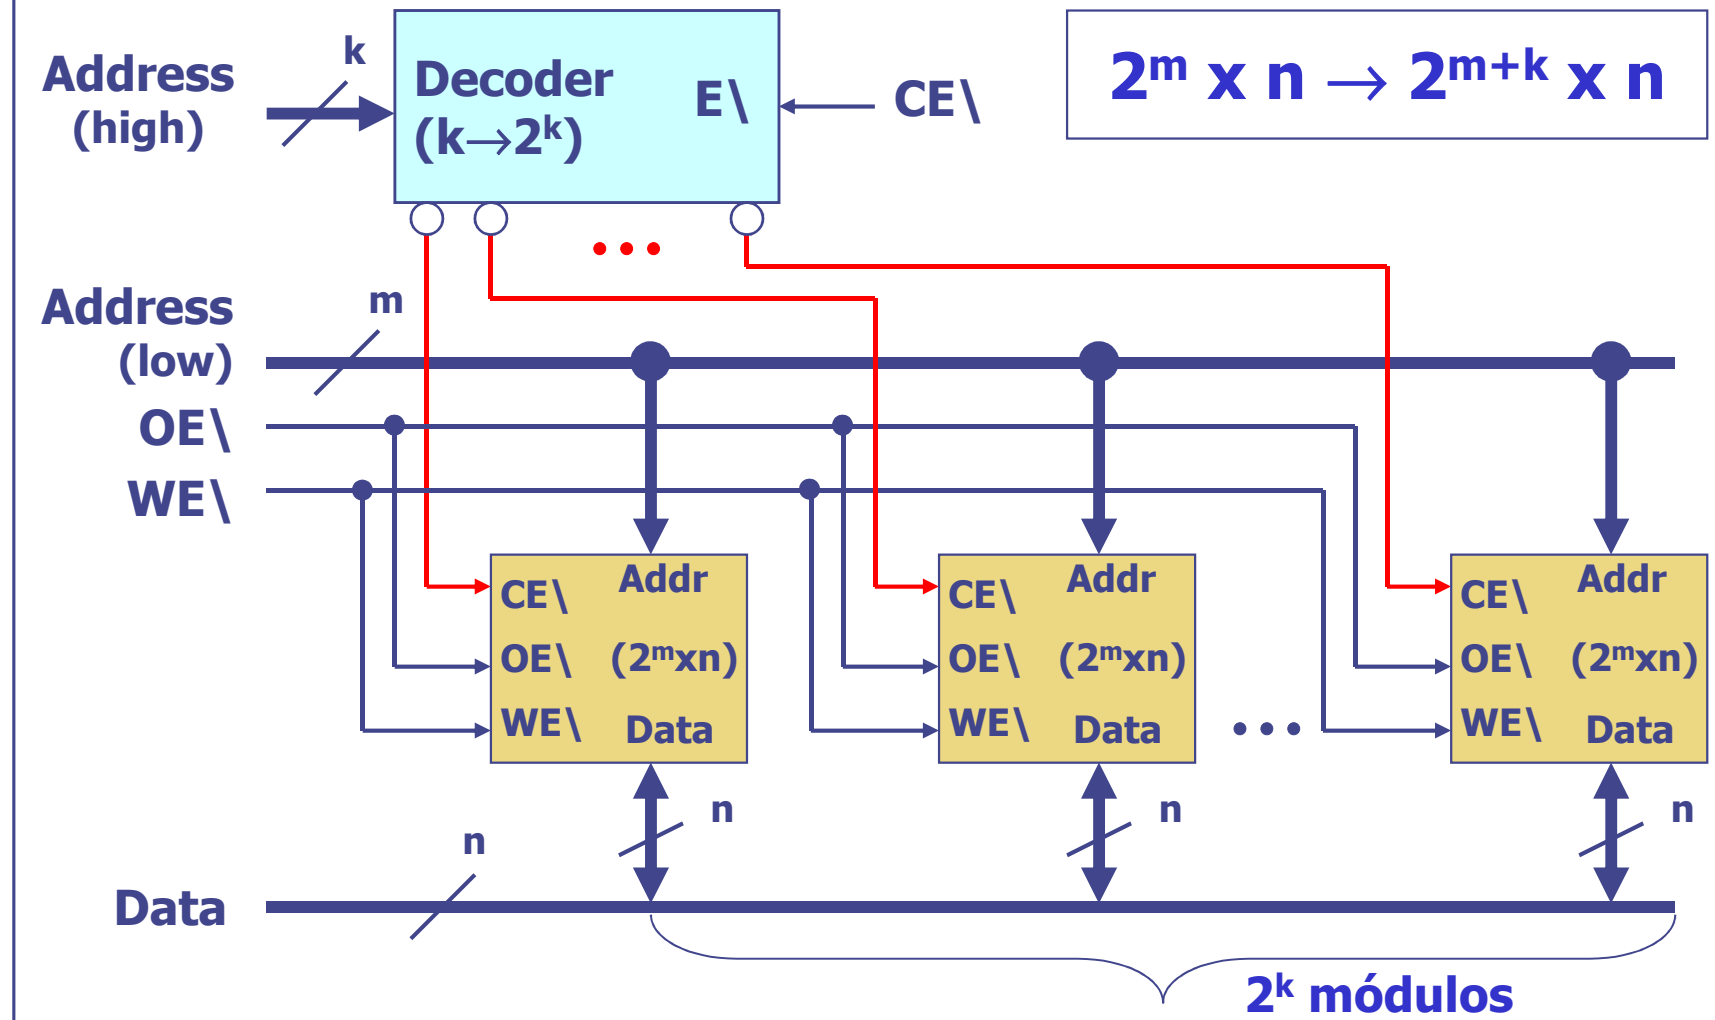 Address
(high)
k
Decoder
(k→2ᵏ)
E\
CE\
2ᵐ x n → 2ᵐ⁺ᵏ x n
• • •
Address
(low)
m
OE\
WE\
CE\ Addr
OE\ (2ᵐxn)
WE\ Data
CE\ Addr
OE\ (2ᵐxn)
WE\ Data
• • •
CE\ Addr
OE\ (2ᵐxn)
WE\ Data
n
n
n
n
Data
2ᵏ módulos